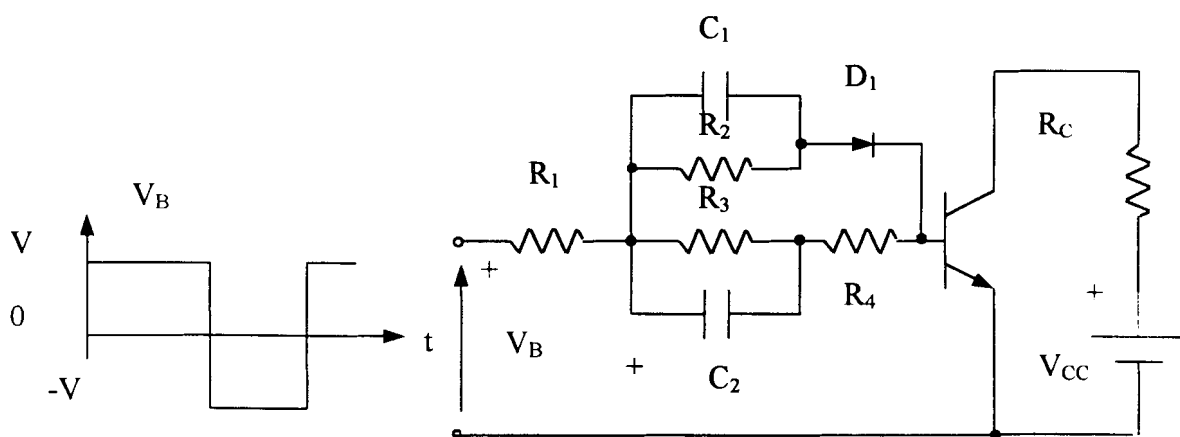 C₁
D₁
R₂
R_C
R₁
R₃
V_B
V
+
0
R₄
+
t
V_B
+
C₂
V_CC
-V